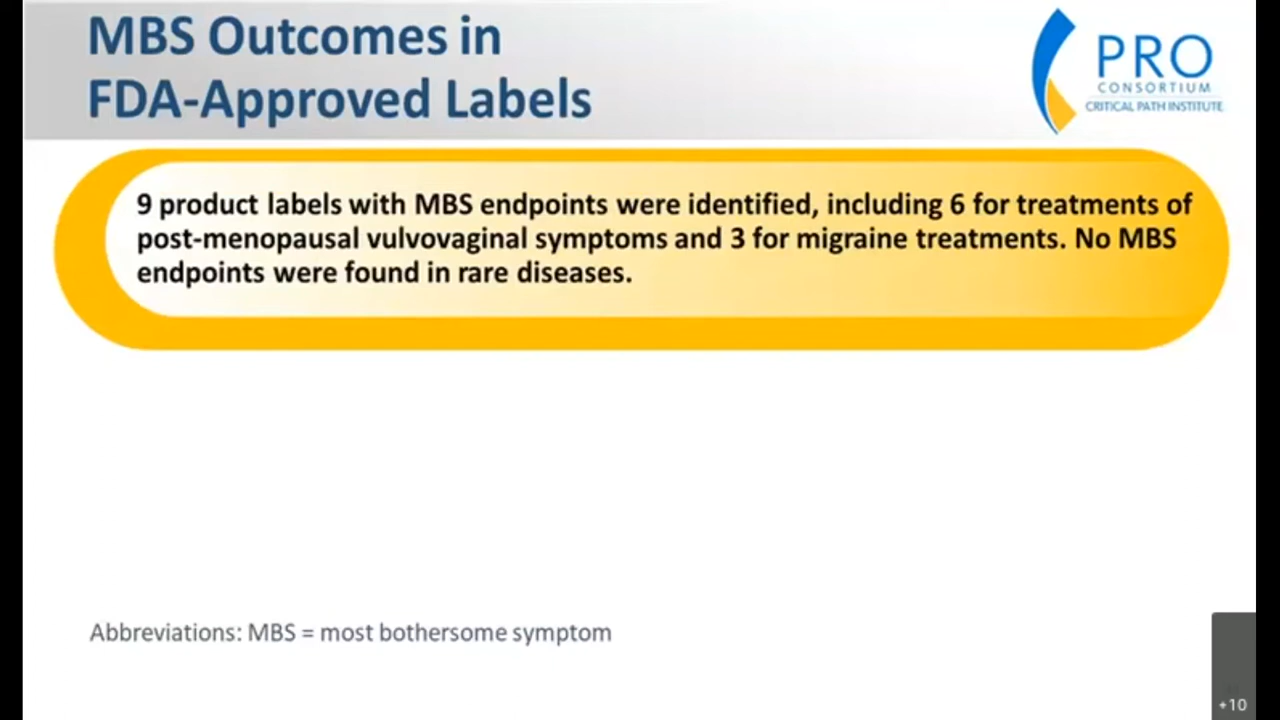 MBS Outcomes in
FDA-Approved Labels
PRO
CONSORTIUM
CRITICAL PATH INSTITUTE
9 product labels with MBS endpoints were identified, including 6 for treatments of
post-menopausal vulvovaginal symptoms and 3 for migraine treatments. No MBS
endpoints were found in rare diseases.
Abbreviations: MBS = most bothersome symptom
+10